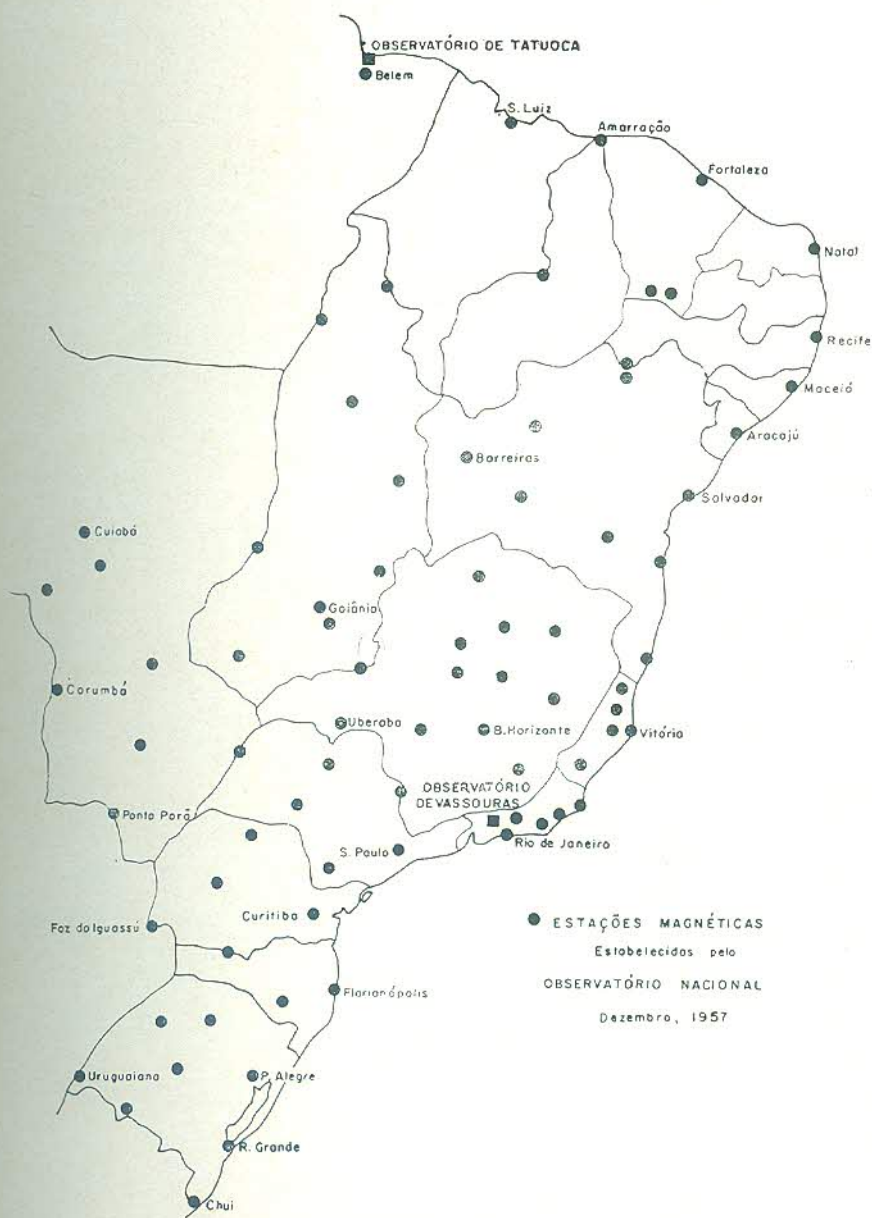 OBSERVATÓRIO DE TATUOCA
Belem
S. Luiz
Amarração
Fortaleza
Natal
Recife
Maceió
Aracajú
Barreiras
Salvador
Cuiabá
Goiânia
Corumbá
Uberaba
B. Horizonte
Vitória
OBSERVATÓRIO
DE VASSOURAS
Ponta Porã
Rio de Janeiro
S. Paulo
Curitiba
Foz do Iguassú
ESTAÇÕES MAGNÉTICAS
Estabelecidas pelo
OBSERVATÓRIO NACIONAL
Dezembro, 1957
Florianópolis
Uruguaiana
P. Alegre
R. Grande
Chui